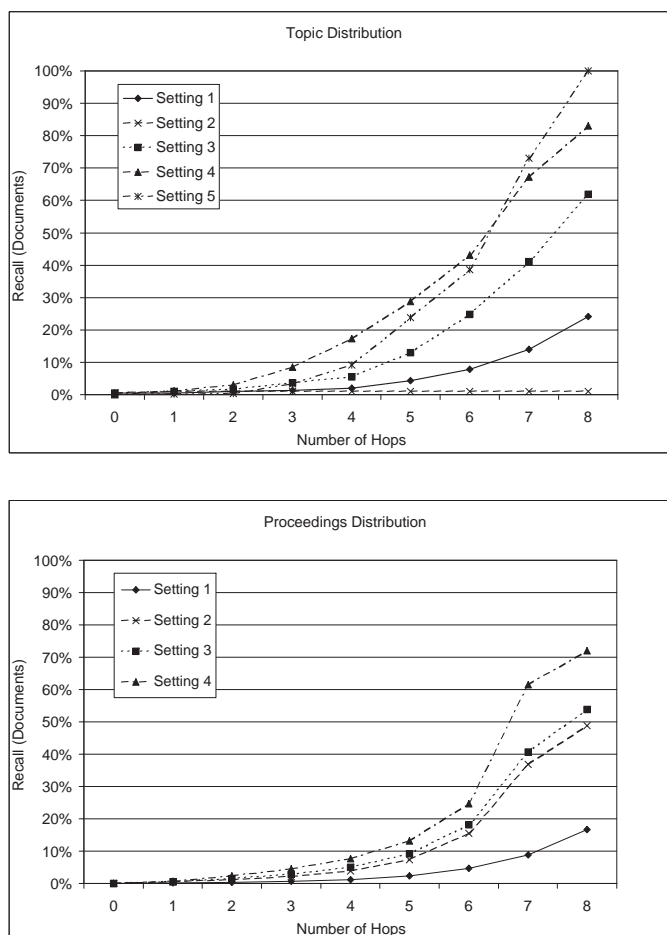 Topic Distribution
100%
90%
80%
70%
60%
50%
40%
30%
20%
10%
0%
Recall (Documents)
Setting 1
Setting 2
Setting 3
Setting 4
Setting 5
0 1 2 3 4 5 6 7 8
Number of Hops
Proceedings Distribution
100%
90%
80%
70%
60%
50%
40%
30%
20%
10%
0%
Recall (Documents)
Setting 1
Setting 2
Setting 3
Setting 4
0 1 2 3 4 5 6 7 8
Number of Hops